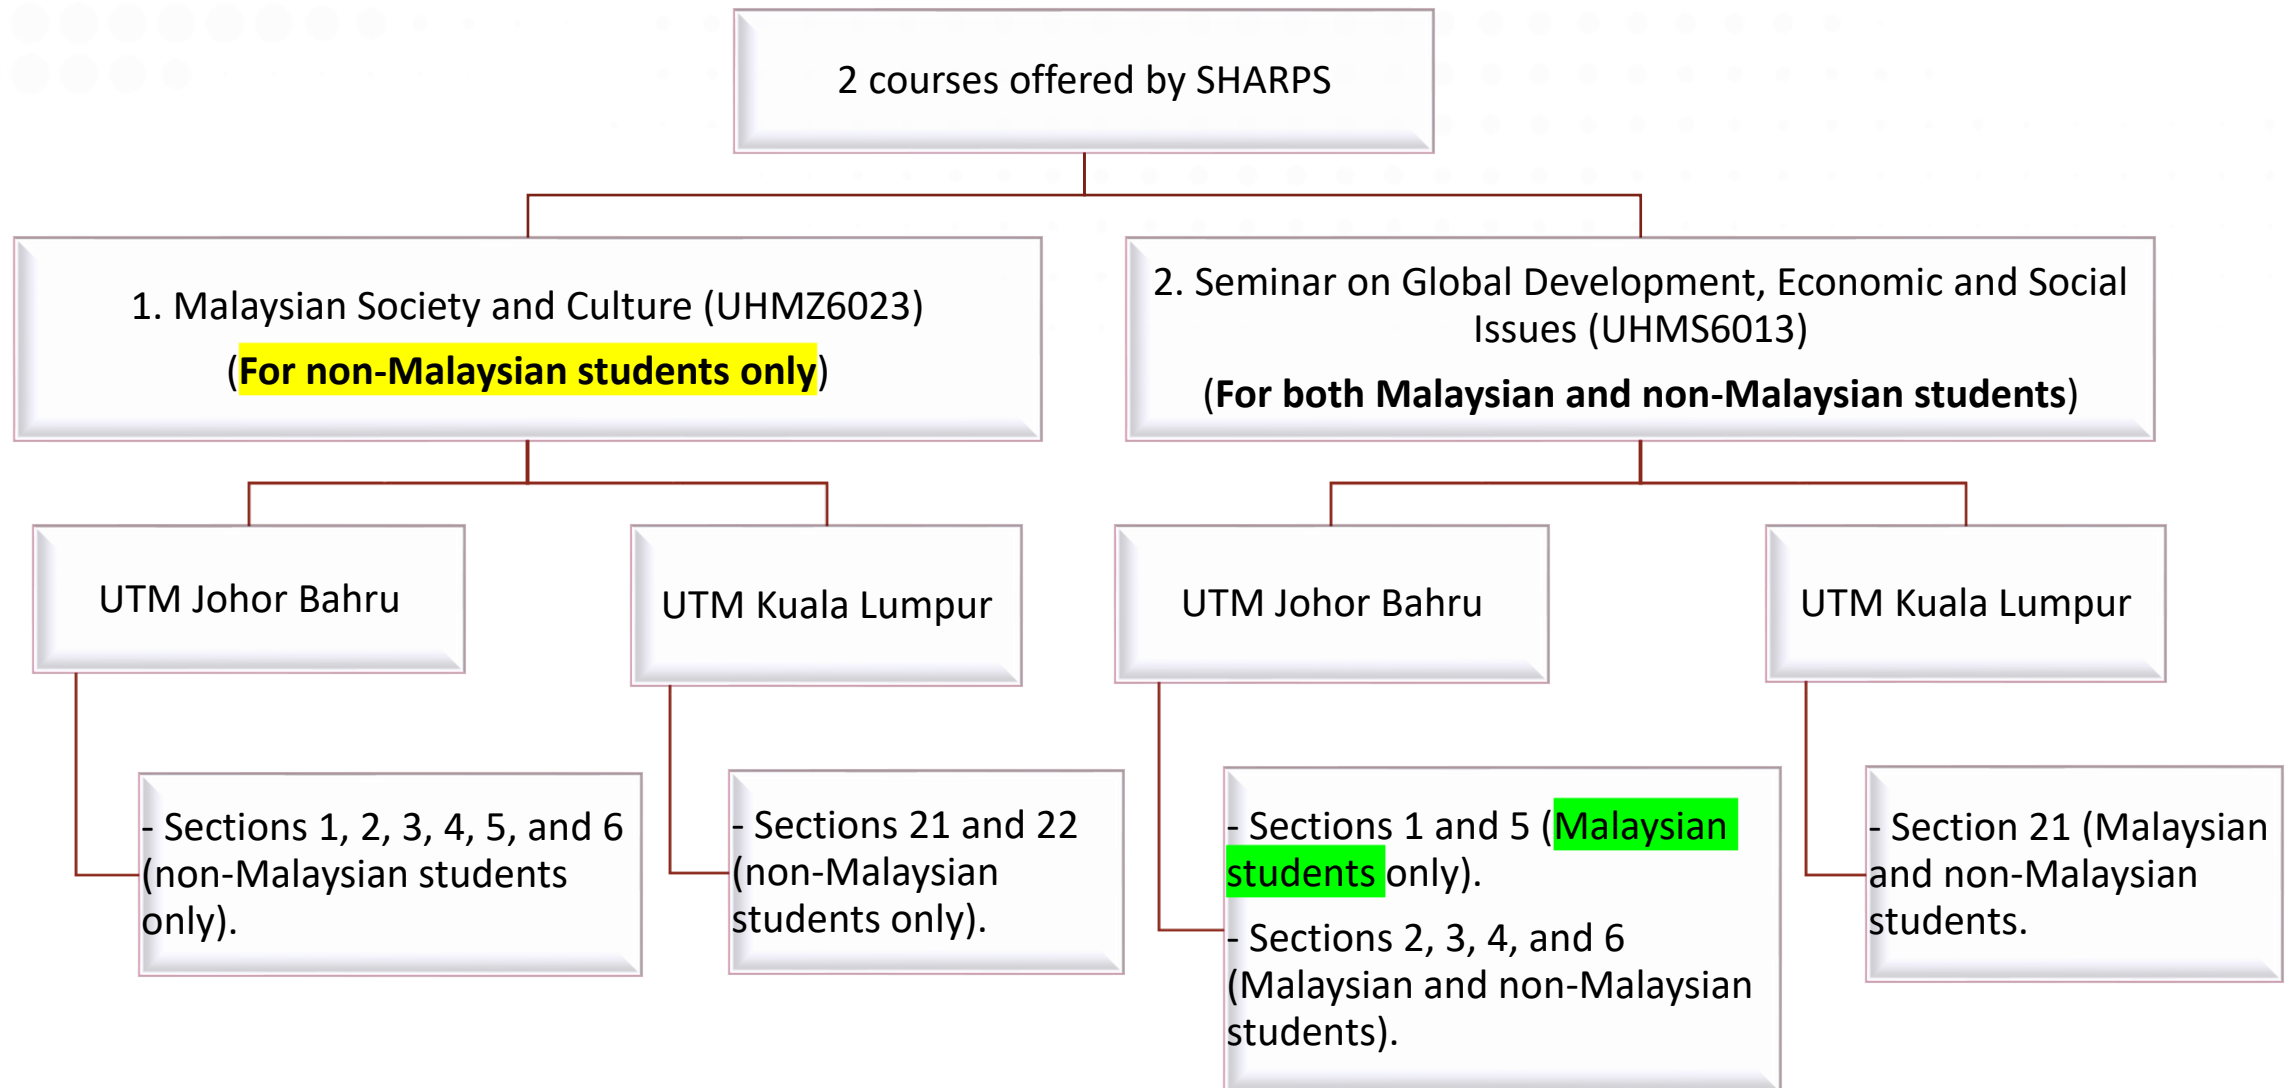 2 courses offered by SHARPS
1. Malaysian Society and Culture (UHMZ6023)
(For non-Malaysian students only)
2. Seminar on Global Development, Economic and Social
Issues (UHMS6013)
(For both Malaysian and non-Malaysian students)
UTM Johor Bahru
UTM Kuala Lumpur
UTM Johor Bahru
UTM Kuala Lumpur
- Sections 1, 2, 3, 4, 5, and 6
(non-Malaysian students
only).
- Sections 21 and 22
(non-Malaysian
students only).
- Sections 1 and 5 (Malaysian
students only).
- Sections 2, 3, 4, and 6
(Malaysian and non-Malaysian
students).
- Section 21 (Malaysian
and non-Malaysian
students.